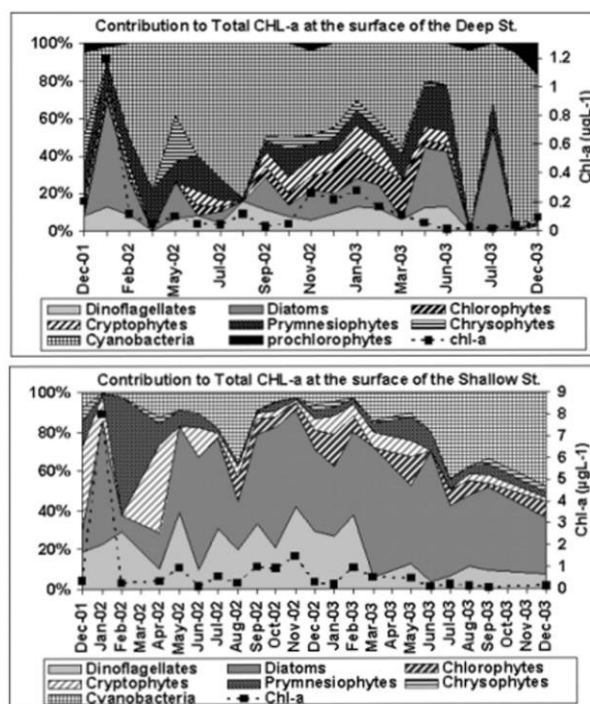 Contribution to Total CHL-a at the surface of the Deep St.
100%
80%
60%
40%
20%
0%
1.2
1
0.8
0.6
0.4
0.2
0
Chl-a (µgL-1)
Dec-01
Feb-02
May-02
Jul-02
Sep-02
Nov-02
Jan-03
Mar-03
Jun-03
Jul-03
Dec-03
Dinoflagellates Diatoms Chlorophytes
Cryptophytes Prymnesiophytes Chrysophytes
Cyanobacteria prochlorophytes chl-a
Contribution to Total CHL-a at the surface of the Shallow St.
100%
80%
60%
40%
20%
0%
9
8
7
6
5
4
3
2
1
0
Chl-a (µgL-1)
Dec-01
Jan-02
Feb-02
Mar-02
Apr-02
May-02
Jun-02
Jul-02
Aug-02
Sep-02
Oct-02
Nov-02
Dec-02
Jan-03
Feb-03
Mar-03
Apr-03
May-03
Jun-03
Jul-03
Aug-03
Sep-03
Oct-03
Nov-03
Dec-03
Dinoflagellates Diatoms Chlorophytes
Cryptophytes Prymnesiophytes Chrysophytes
Cyanobacteria Chl-a